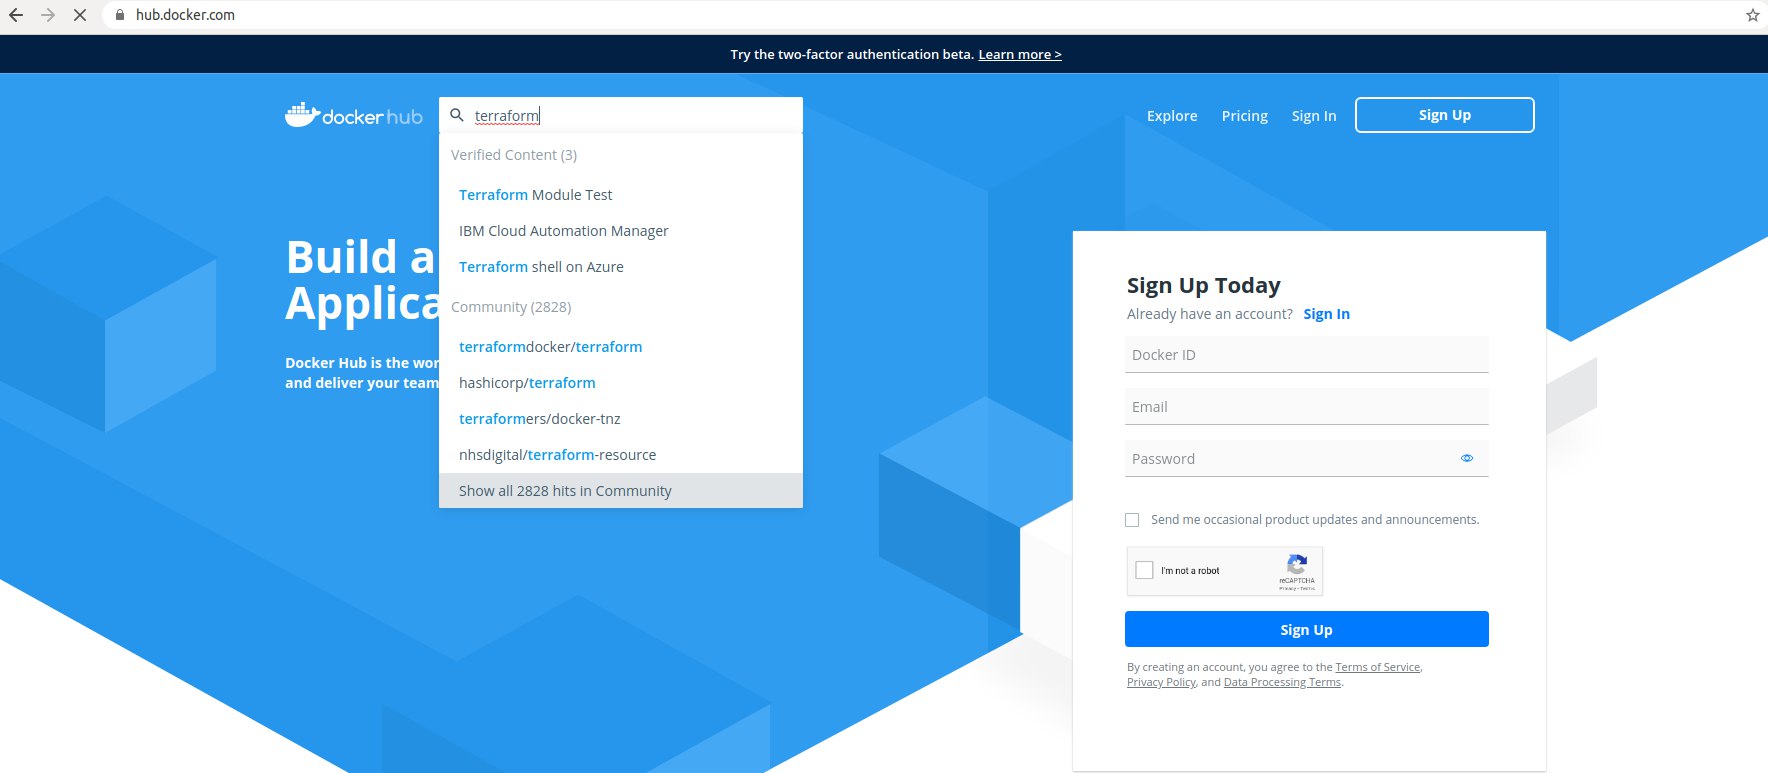 hub.docker.com
Try the two-factor authentication beta. Learn more >
docker hub
terraform
Explore
Pricing
Sign In
Sign Up
Verified Content (3)
Terraform Module Test
IBM Cloud Automation Manager
Terraform shell on Azure
Community (2828)
terraformdocker/terraform
hashicorp/terraform
terraformers/docker-tnz
nhsdigital/terraform-resource
Show all 2828 hits in Community
Build a
Applica
Docker Hub is the wor
and deliver your team
Sign Up Today
Already have an account? Sign In
Docker ID
Email
Password
Send me occasional product updates and announcements.
I'm not a robot
reCAPTCHA
Privacy - Terms
Sign Up
By creating an account, you agree to the Terms of Service,
Privacy Policy, and Data Processing Terms.